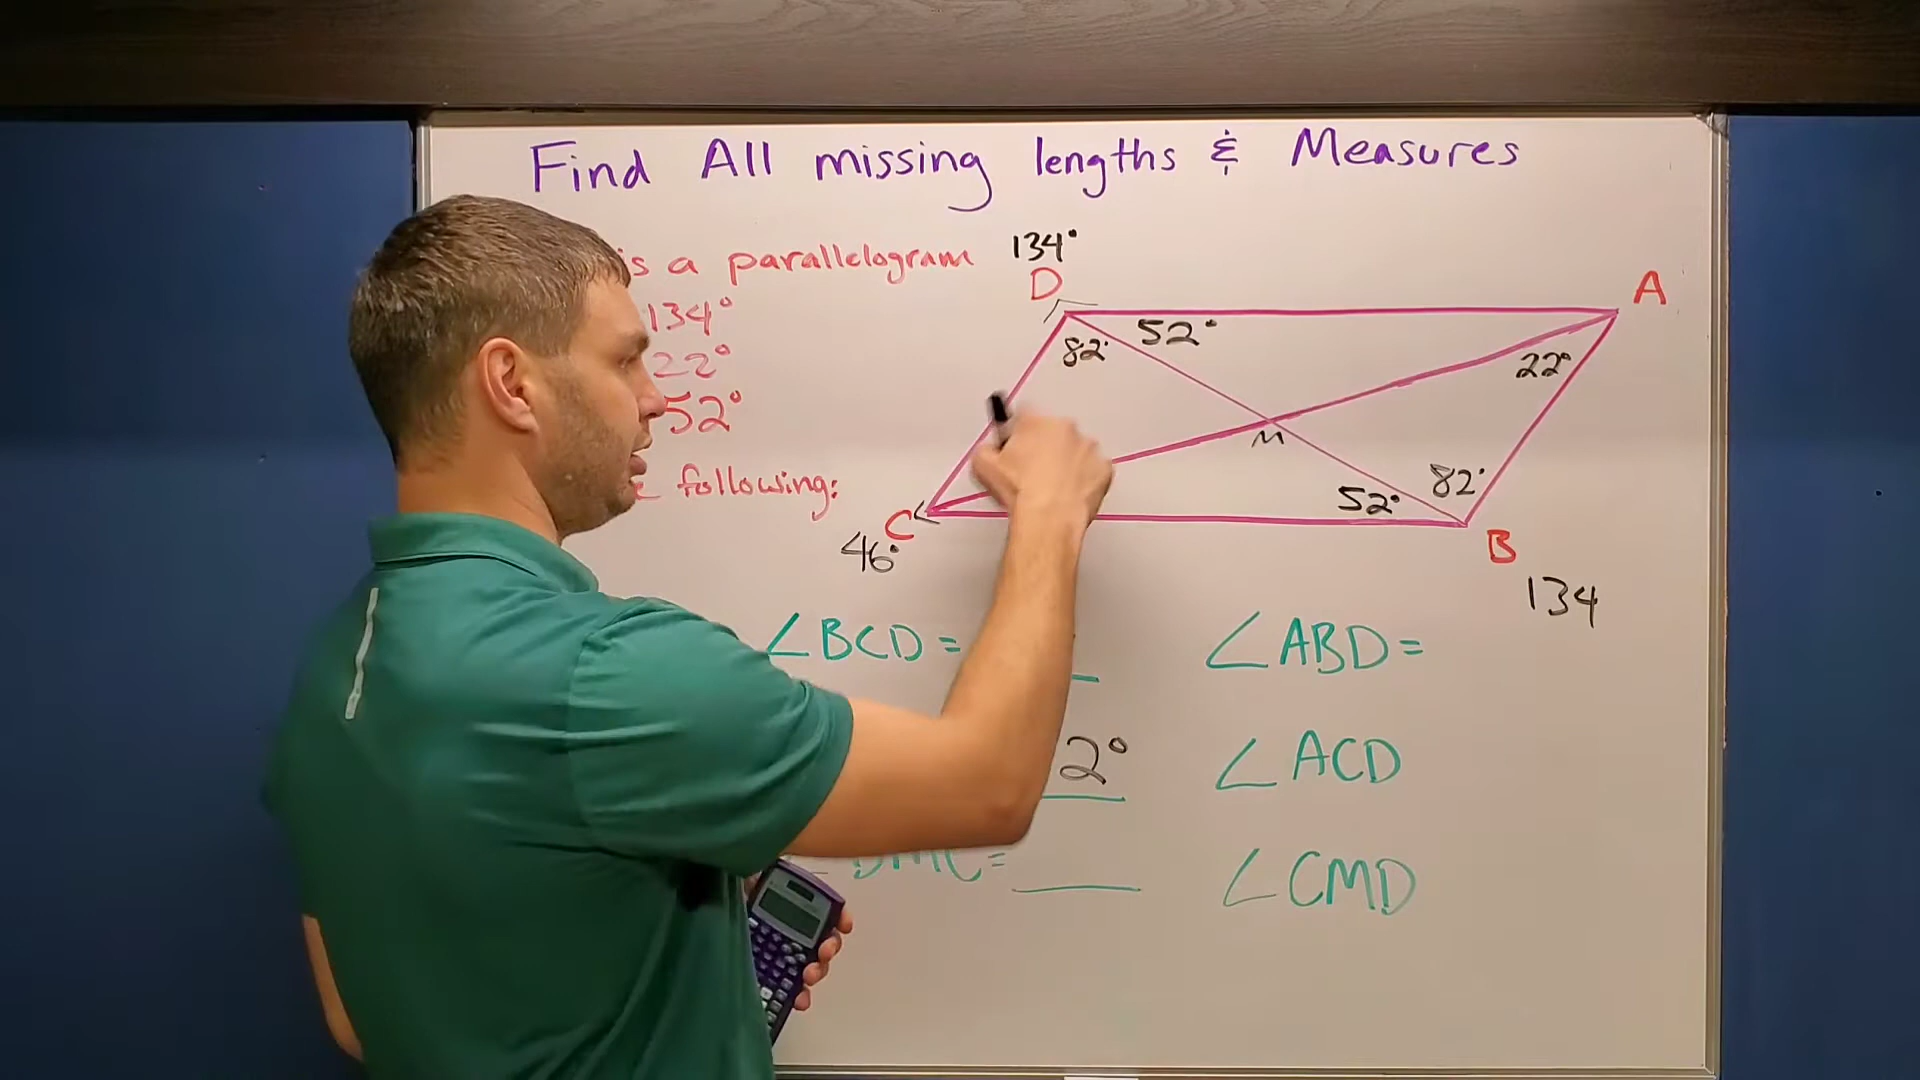 Find All missing lengths & Measures
is a parallelogram
134°
22°
52°
following:
134°
D
A
82°
52°
22°
M
82°
52°
C
46°
B
134
∠BCD =
∠ABD =
2°
∠ACD
DMC =
∠CMD